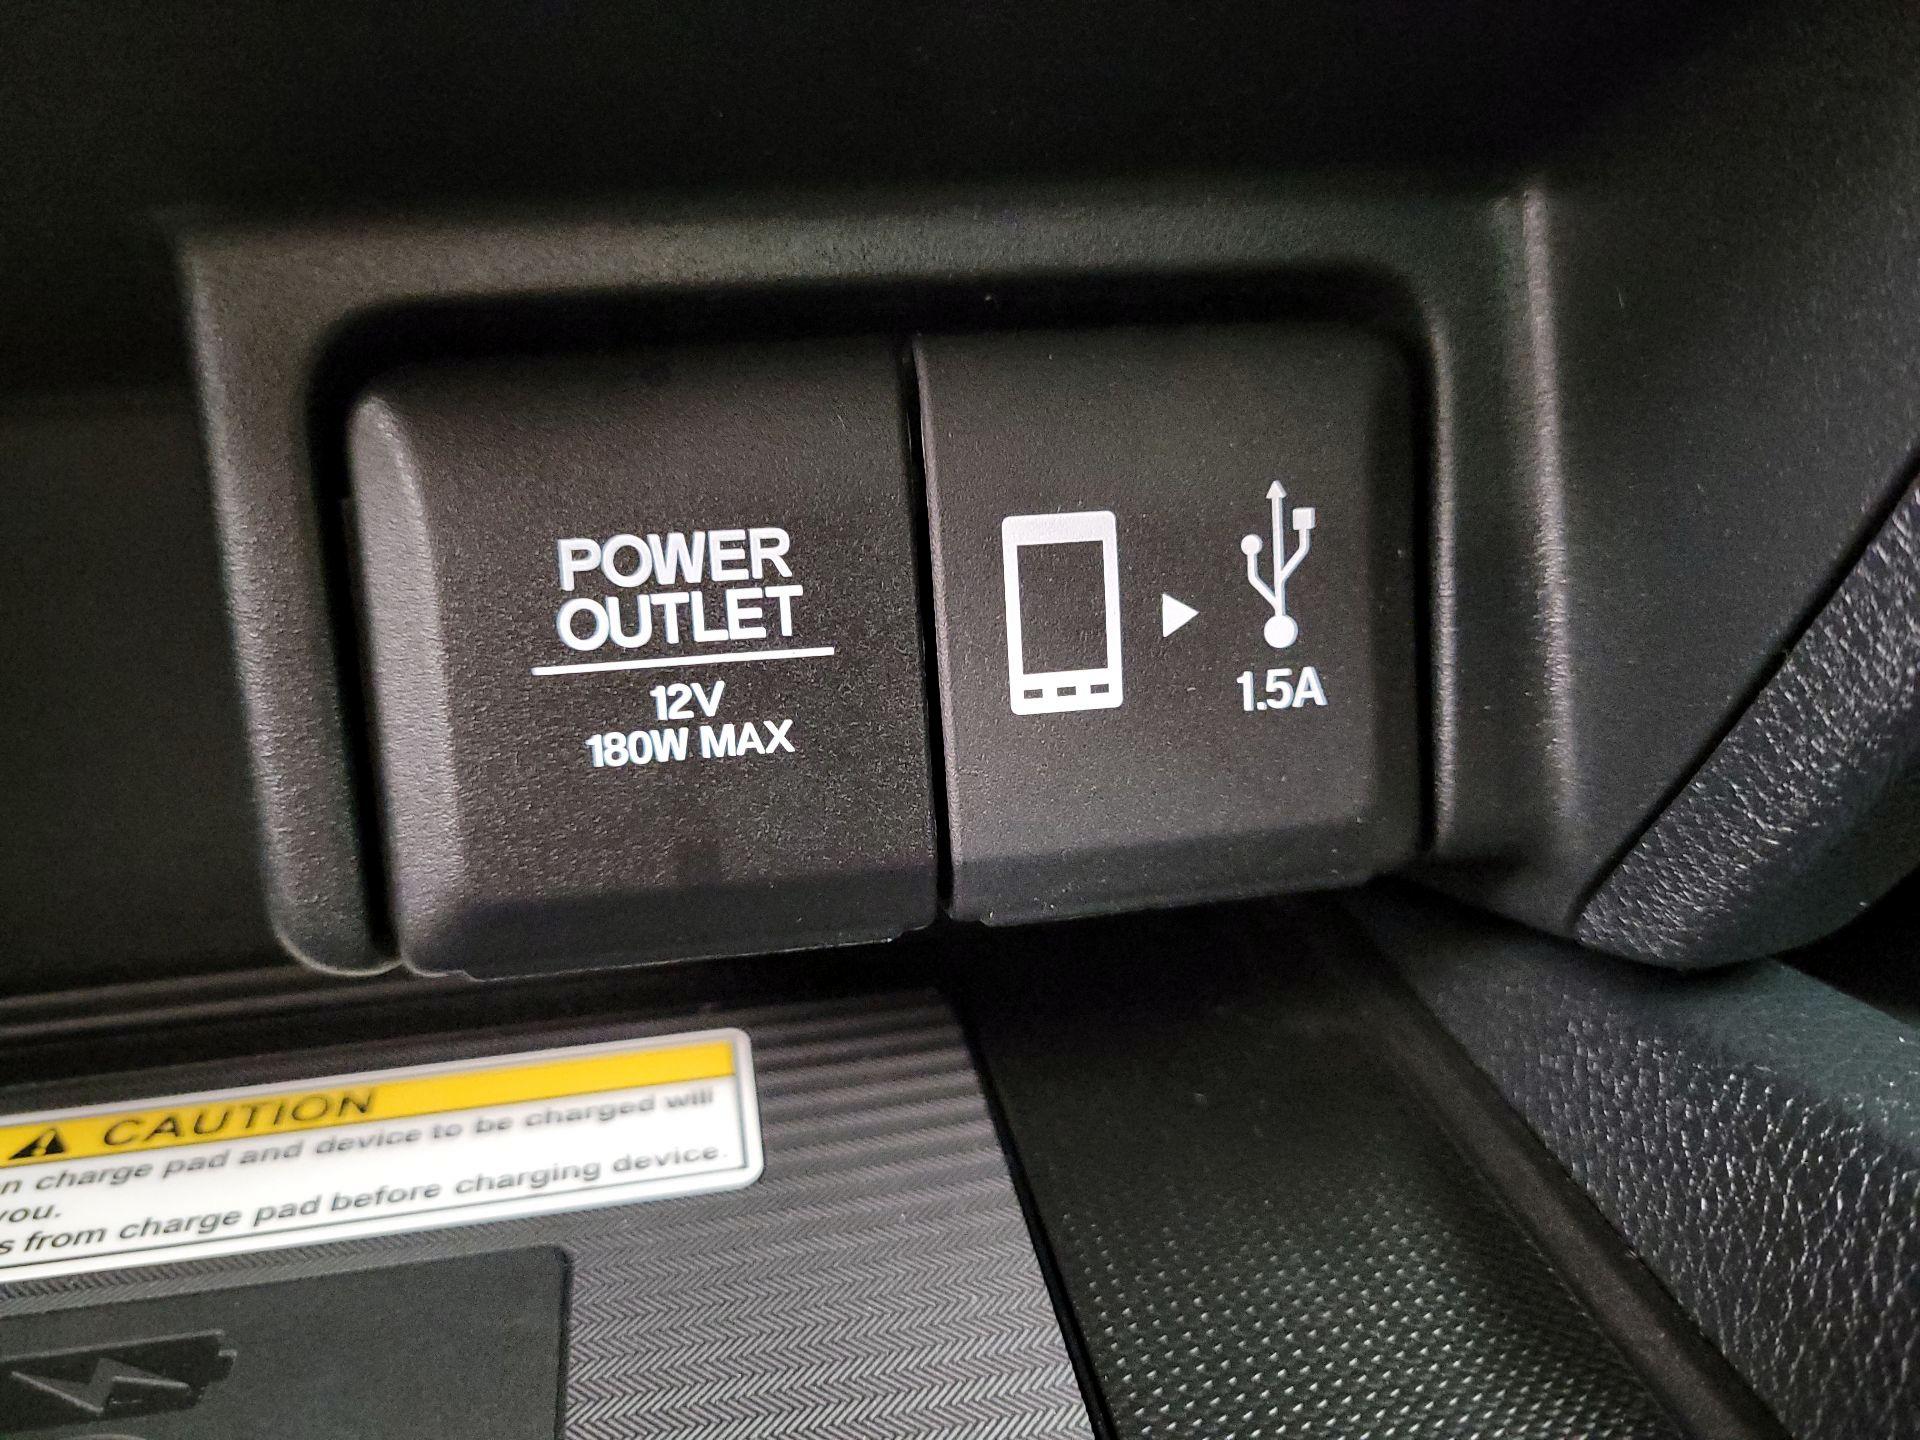 POWER
OUTLET
12V
180W MAX
1.5A
CAUTION
charge pad and device to be charged will
you.
from charge pad before charging device.